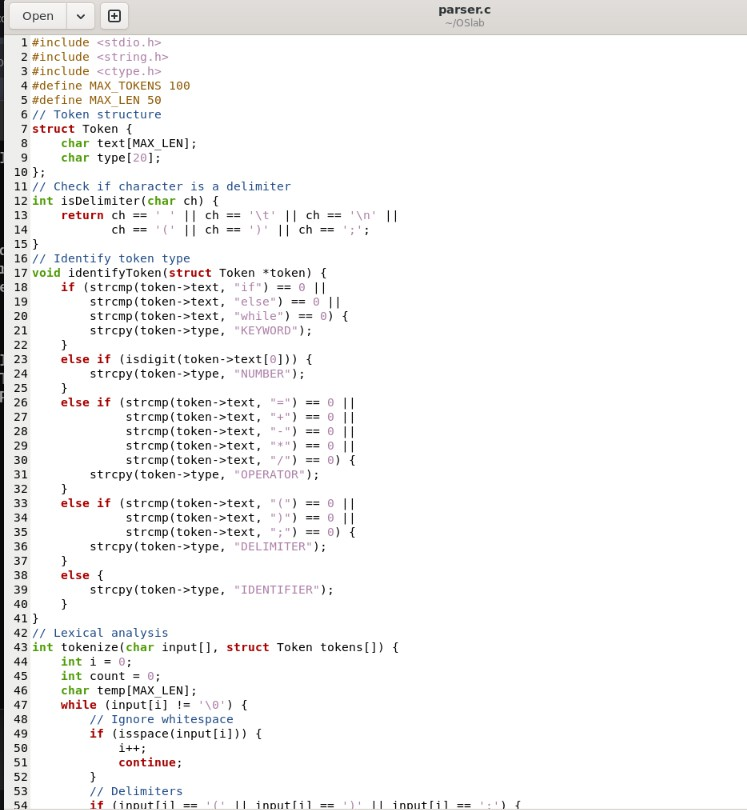 Open
parser.c
~/OSlab
1 #include <stdio.h>
2 #include <string.h>
3 #include <ctype.h>
4 #define MAX_TOKENS 100
5 #define MAX_LEN 50
6 // Token structure
7 struct Token {
8     char text[MAX_LEN];
9     char type[20];
10 };
11 // Check if character is a delimiter
12 int isDelimiter(char ch) {
13     return ch == ' ' || ch == '\t' || ch == '\n' ||
14            ch == '(' || ch == ')' || ch == ';';
15 }
16 // Identify token type
17 void identifyToken(struct Token *token) {
18     if (strcmp(token->text, "if") == 0 ||
19         strcmp(token->text, "else") == 0 ||
20         strcmp(token->text, "while") == 0) {
21         strcpy(token->type, "KEYWORD");
22     }
23     else if (isdigit(token->text[0])) {
24         strcpy(token->type, "NUMBER");
25     }
26     else if (strcmp(token->text, "=") == 0 ||
27              strcmp(token->text, "+") == 0 ||
28              strcmp(token->text, "-") == 0 ||
29              strcmp(token->text, "*") == 0 ||
30              strcmp(token->text, "/") == 0) {
31         strcpy(token->type, "OPERATOR");
32     }
33     else if (strcmp(token->text, "(") == 0 ||
34              strcmp(token->text, ")") == 0 ||
35              strcmp(token->text, ";") == 0) {
36         strcpy(token->type, "DELIMITER");
37     }
38     else {
39         strcpy(token->type, "IDENTIFIER");
40     }
41 }
42 // Lexical analysis
43 int tokenize(char input[], struct Token tokens[]) {
44     int i = 0;
45     int count = 0;
46     char temp[MAX_LEN];
47     while (input[i] != '\0') {
48         // Ignore whitespace
49         if (isspace(input[i])) {
50             i++;
51             continue;
52         }
53         // Delimiters
54         if (input[i] == '(' || input[i] == ')' || input[i] == ';') {